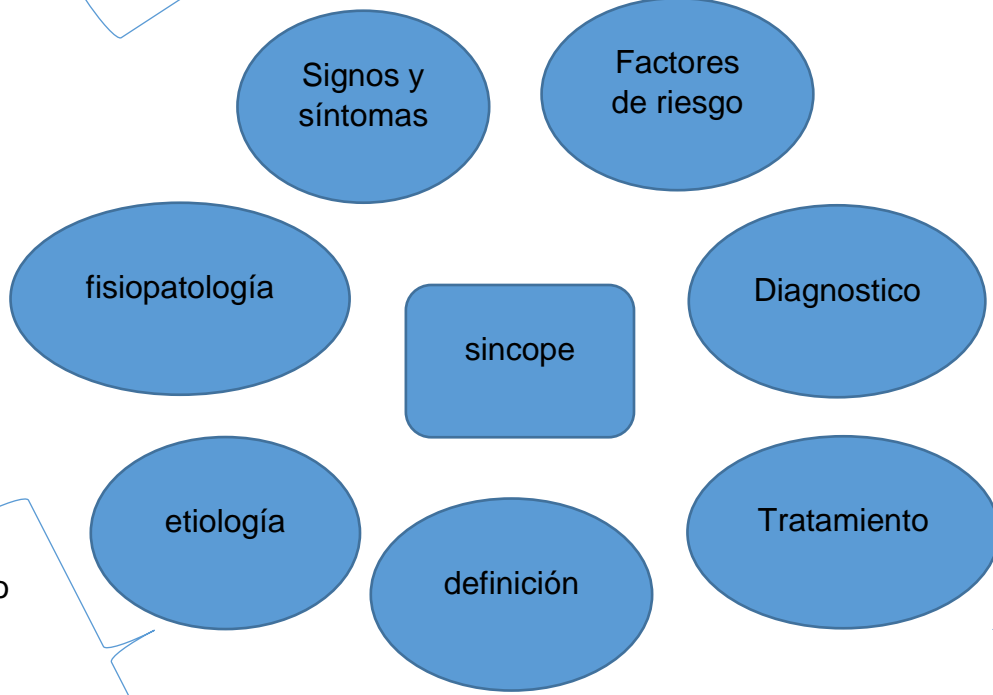 Signos y
síntomas
Factores
de riesgo
fisiopatología
Diagnostico
sincope
etiología
Tratamiento
definición